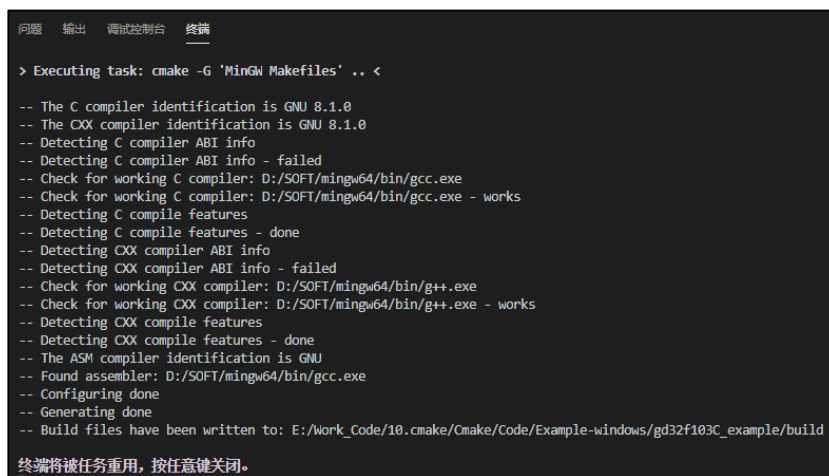 问题 输出 调试控制台 终端
> Executing task: cmake -G 'MinGW Makefiles' .. <
-- The C compiler identification is GNU 8.1.0
-- The CXX compiler identification is GNU 8.1.0
-- Detecting C compiler ABI info
-- Detecting C compiler ABI info - failed
-- Check for working C compiler: D:/SOFT/mingw64/bin/gcc.exe
-- Check for working C compiler: D:/SOFT/mingw64/bin/gcc.exe - works
-- Detecting C compile features
-- Detecting C compile features - done
-- Detecting CXX compiler ABI info
-- Detecting CXX compiler ABI info - failed
-- Check for working CXX compiler: D:/SOFT/mingw64/bin/g++.exe
-- Check for working CXX compiler: D:/SOFT/mingw64/bin/g++.exe - works
-- Detecting CXX compile features
-- Detecting CXX compile features - done
-- The ASM compiler identification is GNU
-- Found assembler: D:/SOFT/mingw64/bin/gcc.exe
-- Configuring done
-- Generating done
-- Build files have been written to: E:/Work_Code/10.cmake/Cmake/Code/Example-windows/gd32f103C_example/build
终端将被任务重用，按任意键关闭。